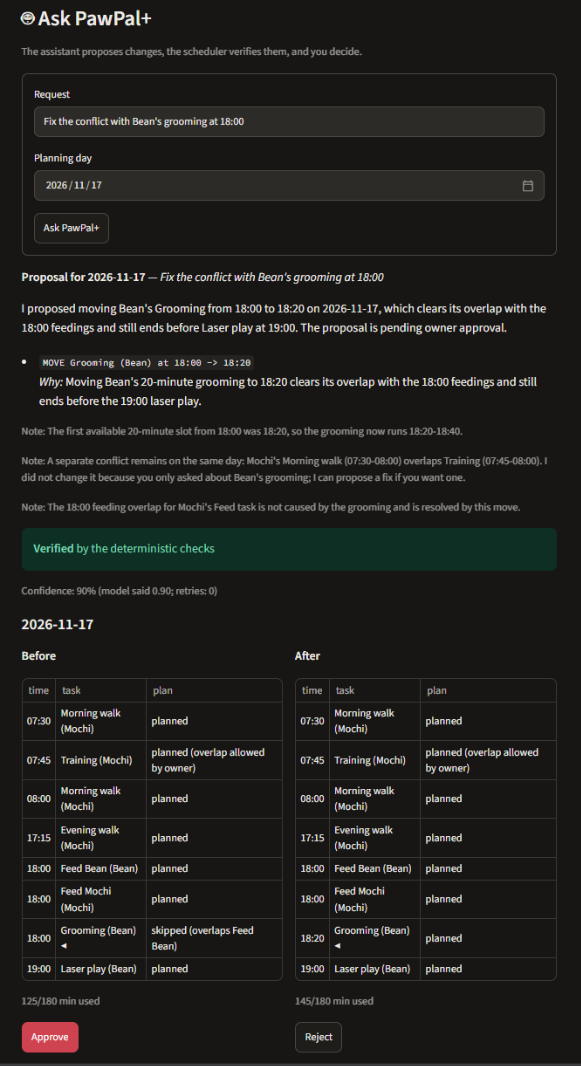 Ask PawPal+
The assistant proposes changes, the scheduler verifies them, and you decide.
Request
Fix the conflict with Bean's grooming at 18:00
Planning day
2026/11/17
Ask PawPal+
Proposal for 2026-11-17 — Fix the conflict with Bean's grooming at 18:00
I proposed moving Bean's Grooming from 18:00 to 18:20 on 2026-11-17, which clears its overlap with the
18:00 feedings and still ends before Laser play at 19:00. The proposal is pending owner approval.
• MOVE Grooming (Bean) at 18:00 -> 18:20
Why: Moving Bean's 20-minute grooming to 18:20 clears its overlap with the 18:00 feedings and still
ends before the 19:00 laser play.
Note: The first available 20-minute slot from 18:00 was 18:20, so the grooming now runs 18:20-18:40.
Note: A separate conflict remains on the same day: Mochi's Morning walk (07:30-08:00) overlaps Training (07:45-08:00). I
did not change it because you only asked about Bean's grooming; I can propose a fix if you want one.
Note: The 18:00 feeding overlap for Mochi's Feed task is not caused by the grooming and is resolved by this move.
Verified by the deterministic checks
Confidence: 90% (model said 0.90; retries: 0)
2026-11-17
Before
time task plan
07:30 Morning walk (Mochi) planned
07:45 Training (Mochi) planned (overlap allowed by owner)
08:00 Morning walk (Mochi) planned
17:15 Evening walk (Mochi) planned
18:00 Feed Bean (Bean) planned
18:00 Feed Mochi (Mochi) planned
18:00 Grooming (Bean) ◄ skipped (overlaps Feed Bean)
19:00 Laser play (Bean) planned
125/180 min used
Approve
After
time task plan
07:30 Morning walk (Mochi) planned
07:45 Training (Mochi) planned (overlap allowed by owner)
08:00 Morning walk (Mochi) planned
17:15 Evening walk (Mochi) planned
18:00 Feed Bean (Bean) planned
18:00 Feed Mochi (Mochi) planned
18:20 Grooming (Bean) ◄ planned
19:00 Laser play (Bean) planned
145/180 min used
Reject